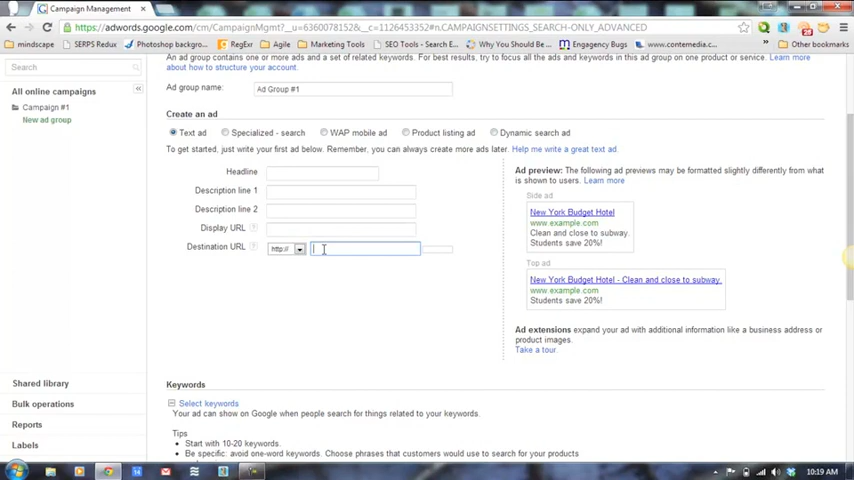 Campaign Management
https://adwords.google.com/cm/CampaignMgmt?__u=6360078152&__c=1126453352#n.CAMPAIGNSETTINGS_SEARCH-ONLY_ADVANCED
mindscape SERPS Redux Photoshop backgro... RegExr Agile Marketing Tools SEO Tools - Search E... Why You Should Be ... Engagency Bugs www.contemedia.com... Other bookmarks
Search
All online campaigns
Campaign #1
New ad group
Shared library
Bulk operations
Reports
Labels
An ad group contains one or more ads and a set of related keywords. For best results, try to focus all the ads and keywords in this ad group on one product or service. Learn more
about how to structure your account.
Ad group name: Ad Group #1
Create an ad
Text ad Specialized - search WAP mobile ad Product listing ad Dynamic search ad
To get started, just write your first ad below. Remember, you can always create more ads later. Help me write a great text ad.
Headline
Description line 1 ?
Description line 2 ?
Display URL ?
Destination URL ? http://
Ad preview: The following ad previews may be formatted slightly differently from what
is shown to users. Learn more
Side ad
New York Budget Hotel
www.example.com
Clean and close to subway.
Students save 20%!
Top ad
New York Budget Hotel - Clean and close to subway.
www.example.com
Students save 20%!
Ad extensions expand your ad with additional information like a business address or
product images.
Take a tour.
Keywords
Select keywords
Your ad can show on Google when people search for things related to your keywords.
Tips
Start with 10-20 keywords.
Be specific: avoid one-word keywords. Choose phrases that customers would use to search for your products
10:19 AM